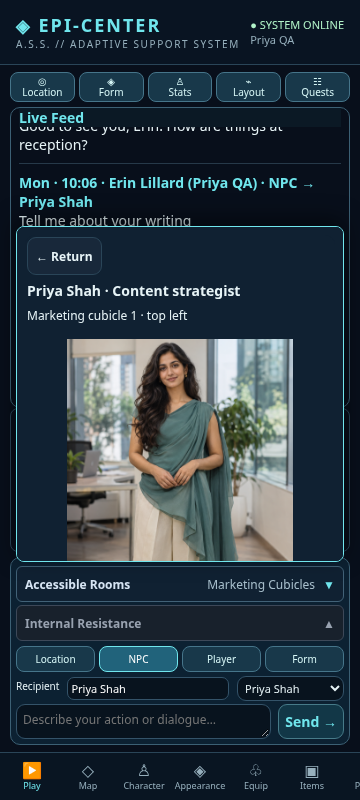 ◈ EPI-CENTER
A.S.S. // ADAPTIVE SUPPORT SYSTEM
● SYSTEM ONLINE
Priya QA
Location
Form
Stats
Layout
Quests
Live Feed
Good to see you, Erin. How are things at
reception?
Mon · 10:06 · Erin Lillard (Priya QA) · NPC →
Priya Shah
Tell me about your writing
← Return
Priya Shah · Content strategist
Marketing cubicle 1 · top left
Accessible Rooms
Marketing Cubicles ▼
Internal Resistance ▲
Location
NPC
Player
Form
Recipient
Priya Shah
Priya Shah
Describe your action or dialogue...
Send →
Play
Map
Character
Appearance
Equip
Items